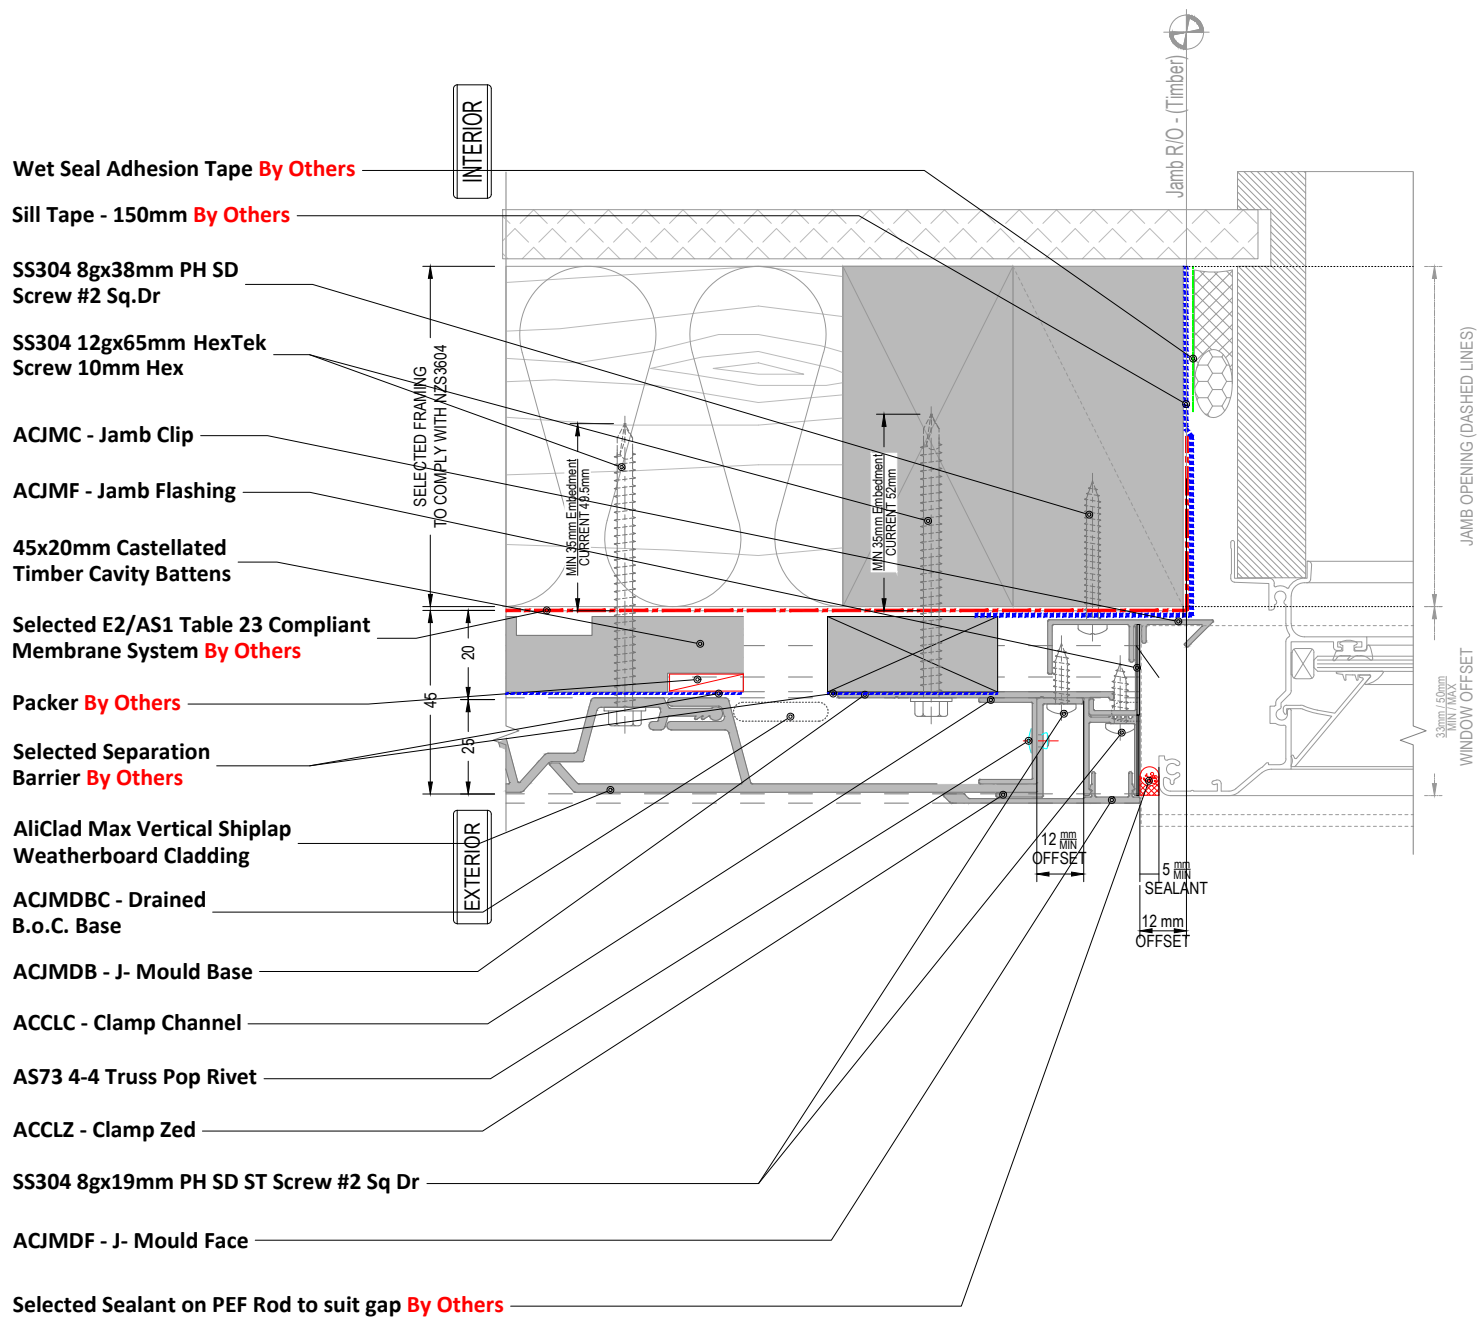 Jamb R/O - (Timber)
INTERIOR
Wet Seal Adhesion Tape By Others
Sill Tape - 150mm By Others
SS304 8gx38mm PH SD
Screw #2 Sq.Dr
SS304 12gx65mm HexTek
Screw 10mm Hex
ACJMC - Jamb Clip
ACJMF - Jamb Flashing
45x20mm Castellated
Timber Cavity Battens
Selected E2/AS1 Table 23 Compliant
Membrane System By Others
Packer By Others
Selected Separation
Barrier By Others
AliClad Max Vertical Shiplap
Weatherboard Cladding
ACJMDBC - Drained
B.o.C. Base
ACJMDB - J- Mould Base
ACCLC - Clamp Channel
AS73 4-4 Truss Pop Rivet
ACCLZ - Clamp Zed
SS304 8gx19mm PH SD ST Screw #2 Sq Dr
ACJMDF - J- Mould Face
Selected Sealant on PEF Rod to suit gap By Others
SELECTED FRAMING
TO COMPLY WITH NZS3604
MIN 35mm Embedment
CURRENT 49.5mm
MIN 35mm Embedment
CURRENT 52mm
45
20
25
EXTERIOR
12 mm MIN
OFFSET
5 mm MIN
SEALANT
12 mm
OFFSET
JAMB OPENING (DASHED LINES)
33mm / 50mm
MIN / MAX
WINDOW OFFSET